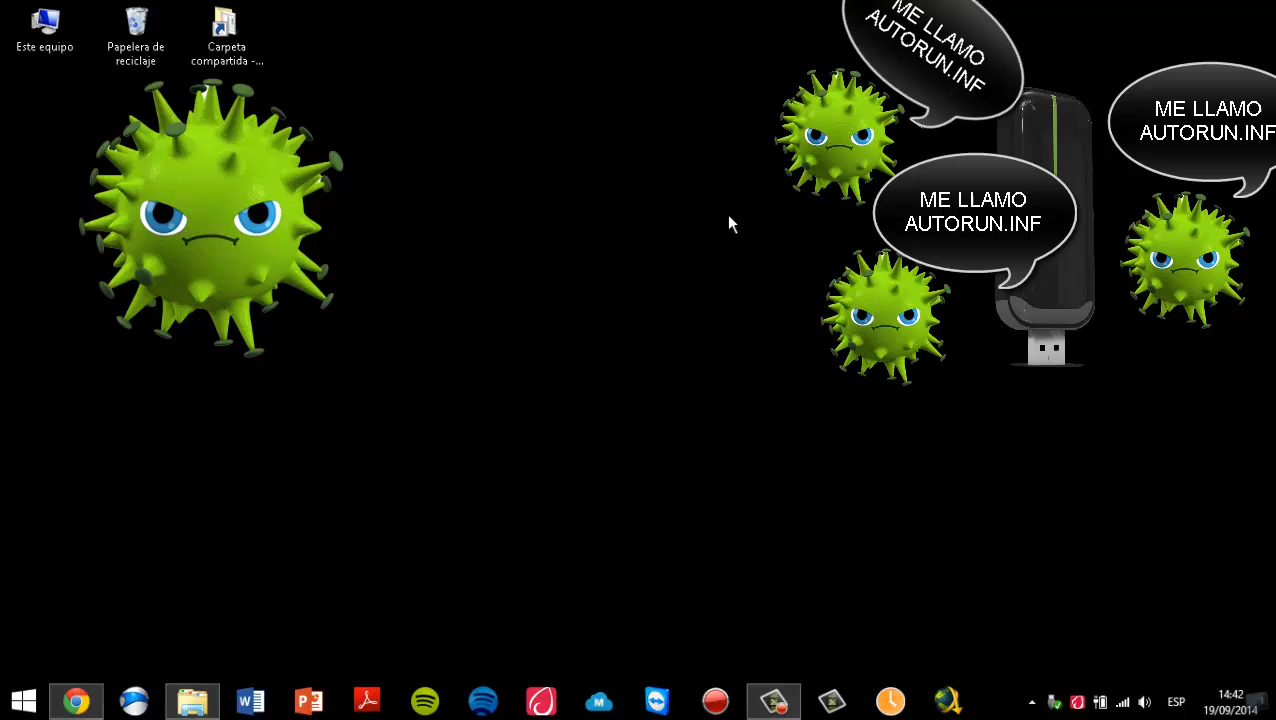 Este equipo
Papelera de
reciclaje
Carpeta
compartida -...
ME LLAMO
AUTORUN.INF
ME LLAMO
AUTORUN.INF
ME LLAMO
AUTORUN.INF
ESP
14:42
19/09/2014